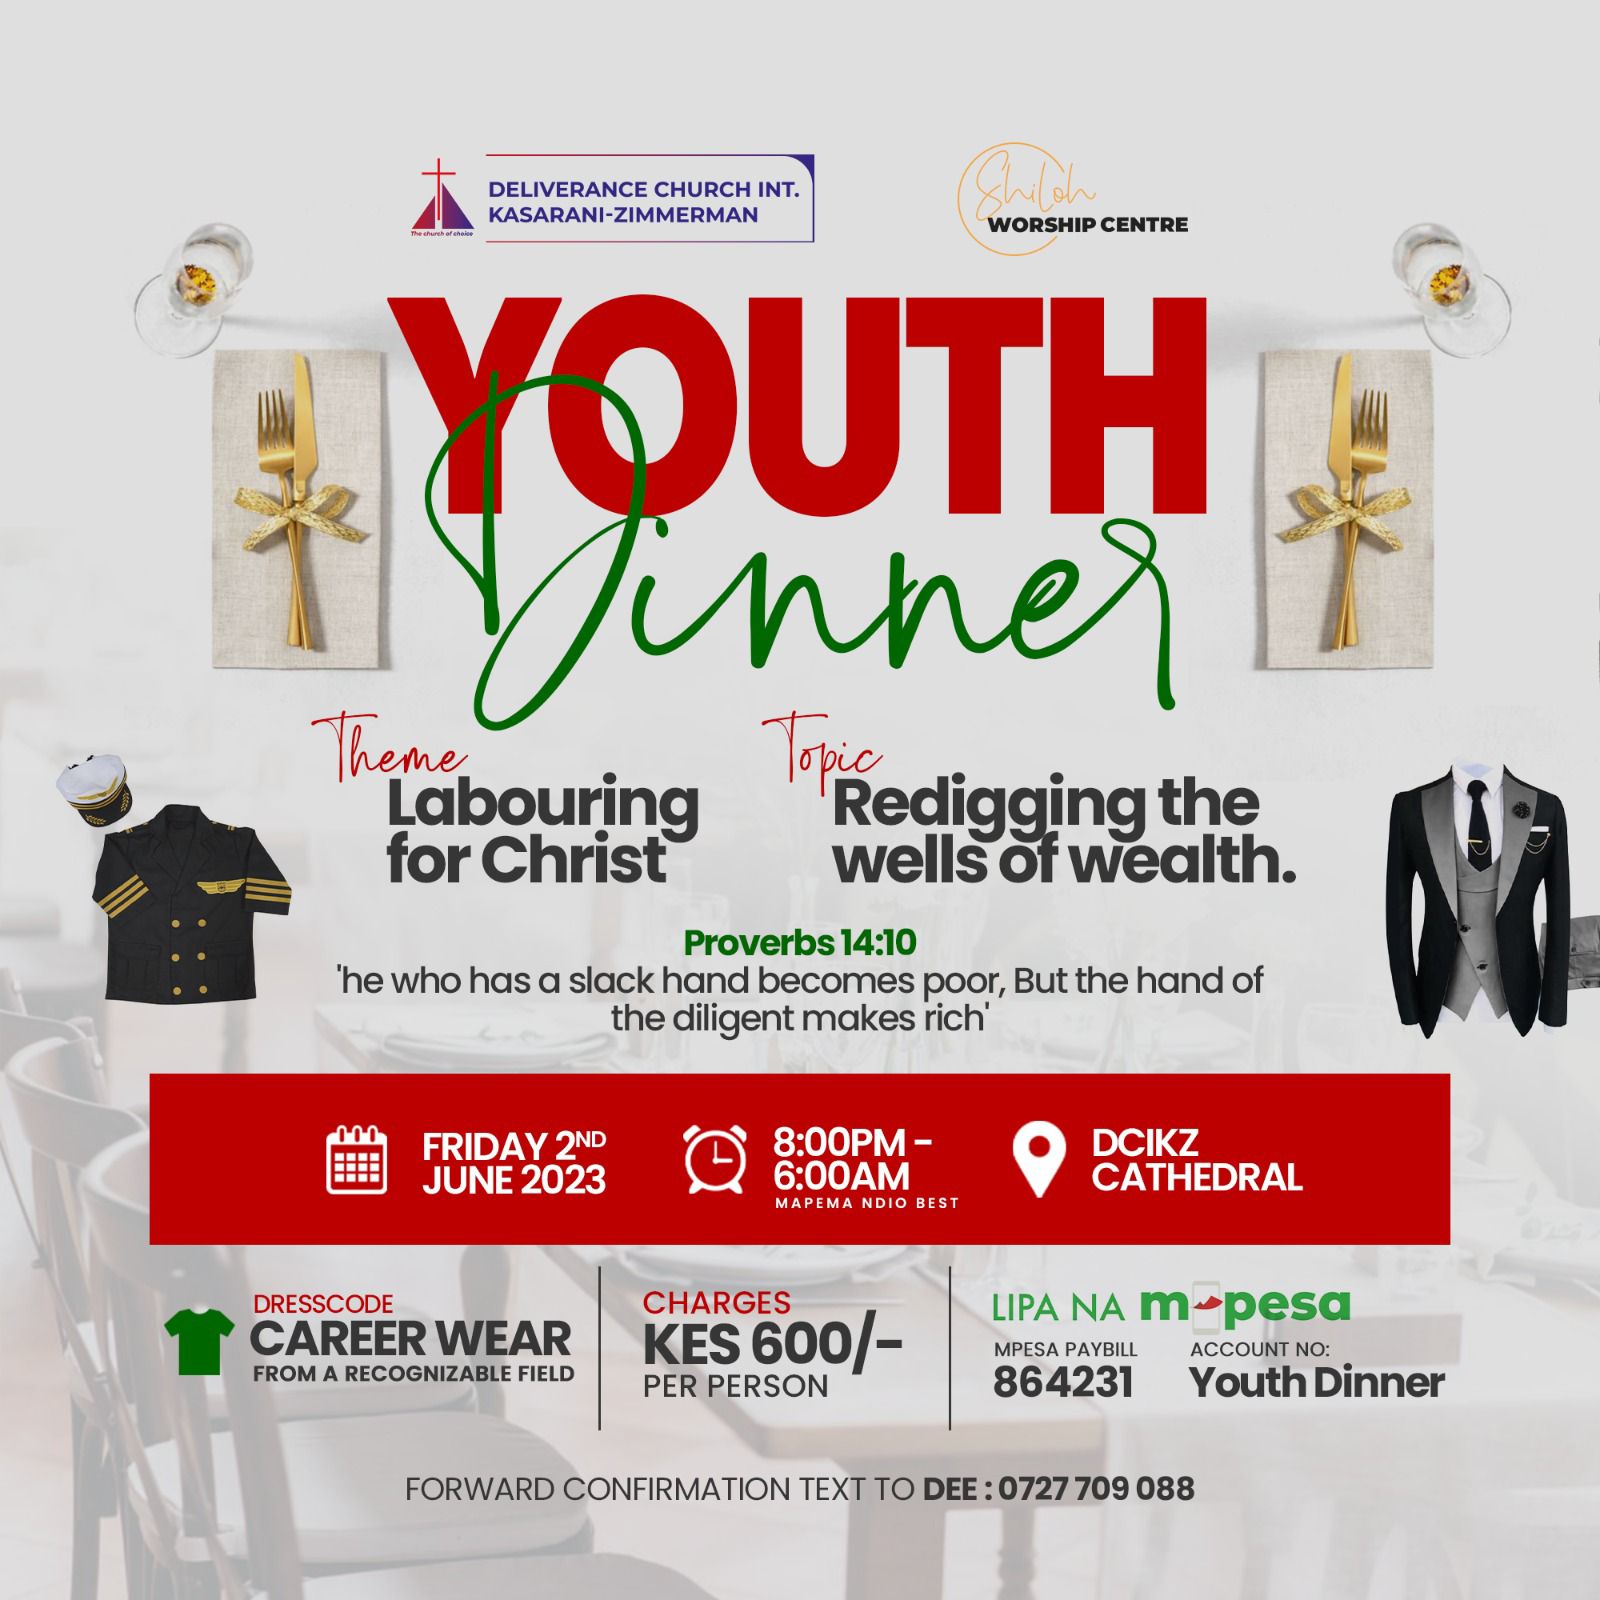 DELIVERANCE CHURCH INT.
KASARANI-ZIMMERMAN
The church of choice
Shiloh
WORSHIP CENTRE
YOUTH
Dinner
Theme
Labouring
for Christ
Topic
Redigging the
wells of wealth.
Proverbs 14:10
'he who has a slack hand becomes poor, But the hand of
the diligent makes rich'
FRIDAY 2ND
JUNE 2023
8:00PM -
6:00AM
MAPEMA NDIO BEST
DCIKZ
CATHEDRAL
DRESSCODE
CAREER WEAR
FROM A RECOGNIZABLE FIELD
CHARGES
KES 600/-
PER PERSON
LIPA NA m-pesa
MPESA PAYBILL
864231
ACCOUNT NO:
Youth Dinner
FORWARD CONFIRMATION TEXT TO DEE : 0727 709 088